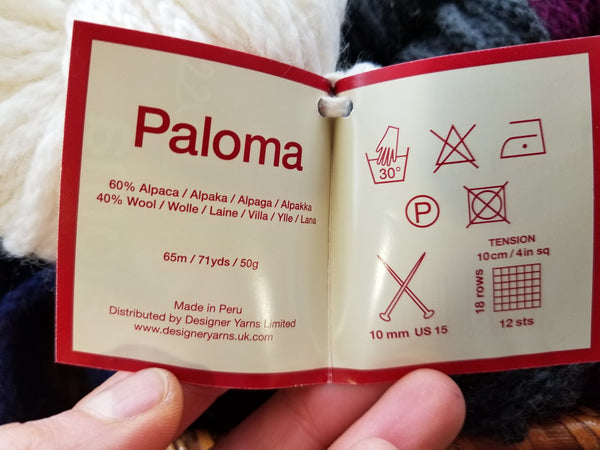 Paloma
60% Alpaca / Alpaka / Alpaga / Alpakka
40% Wool / Wolle / Laine / Villa / Ylle / Lana
65m / 71yds / 50g
Made in Peru
Distributed by Designer Yarns Limited
www.designeryarns.uk.com
30°
P
TENSION
10cm / 4in sq
18 rows
12 sts
10 mm US 15